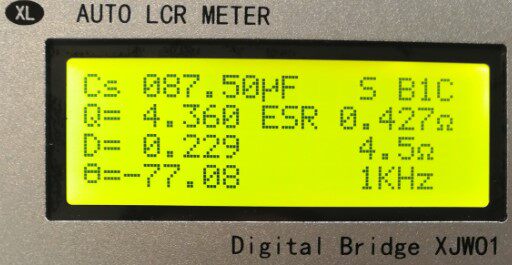 XL AUTO LCR METER
Cs 087.50µF S B1C
Q= 4.360 ESR 0.427Ω
D= 0.229 4.5Ω
θ=-77.08 1KHz
Digital Bridge XJW01